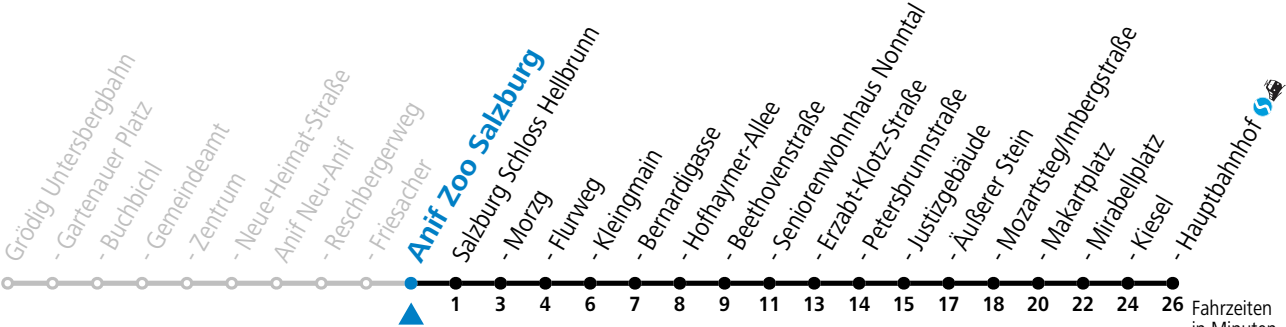 Grödig Untersbergbahn
- Gartenauer Platz
- Buchbichl
- Gemeindeamt
- Zentrum
- Neue-Heimat-Straße
Anif Neu-Anif
- Reschbergerweg
- Friesacher
Anif Zoo Salzburg
Salzburg Schloss Hellbrunn
- Morzg
- Flurweg
- Kleingmain
- Bernardigasse
- Hofhaymer-Allee
- Beethovenstraße
- Seniorenwohnhaus Nonntal
- Erzabt-Klotz-Straße
- Petersbrunnstraße
- Justizgebäude
- Äußerer Stein
- Mozartsteg/Imbergstraße
- Makartplatz
- Mirabellplatz
- Kiesel
- Hauptbahnhof
1 3 4 6 7 8 9 11 13 14 15 17 18 20 22 24 26 Fahrzeiten
in Minuten